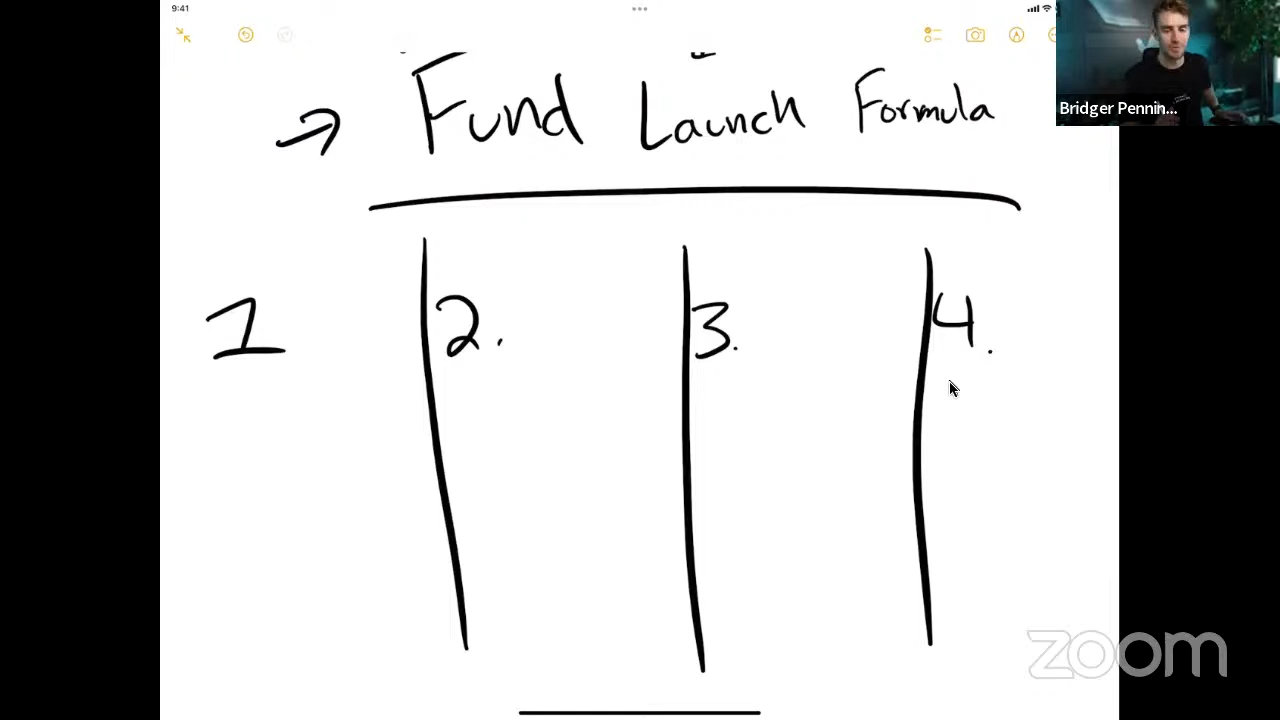 9:41
Bridger Pennin...
→ Fund Launch Formula
1 2. 3. 4.
zoom